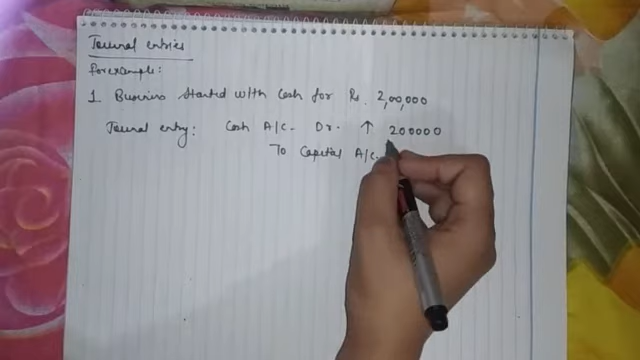 Journal entries
For example:
1 Business Started with Cash for Rs. 2,00,000
Journal entry: Cash A/C. Dr. ↑ 200000
To Capital A/C.